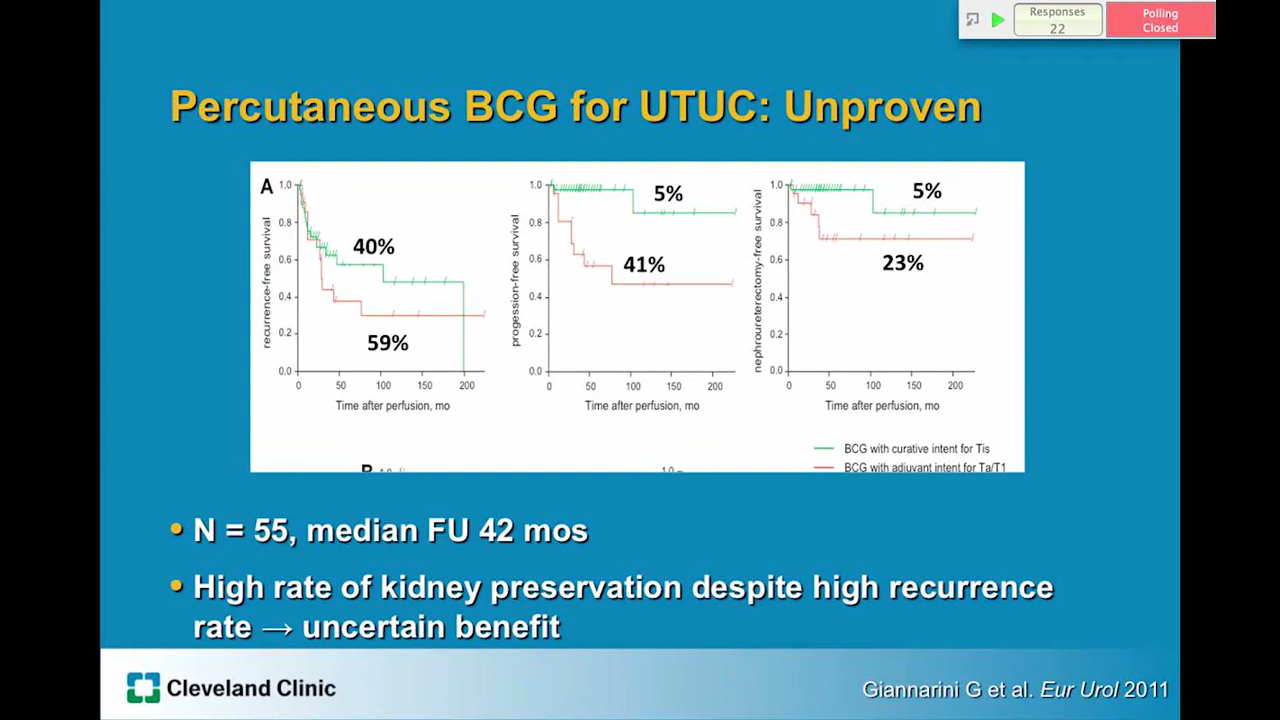 Responses
22
Polling
Closed
Percutaneous BCG for UTUC: Unproven
A
recurrence-free survival
1.0
0.8
0.6
0.4
0.2
0.0
40%
59%
0 50 100 150 200
Time after perfusion, mo
progession-free survival
1.0
0.8
0.6
0.4
0.2
0.0
5%
41%
0 50 100 150 200
Time after perfusion, mo
nephroureterectomy-free survival
1.0
0.8
0.6
0.4
0.2
0.0
5%
23%
0 50 100 150 200
Time after perfusion, mo
BCG with curative intent for Tis
BCG with adjuvant intent for Ta/T1
• N = 55, median FU 42 mos
• High rate of kidney preservation despite high recurrence
rate → uncertain benefit
Cleveland Clinic
Giannarini G et al. Eur Urol 2011